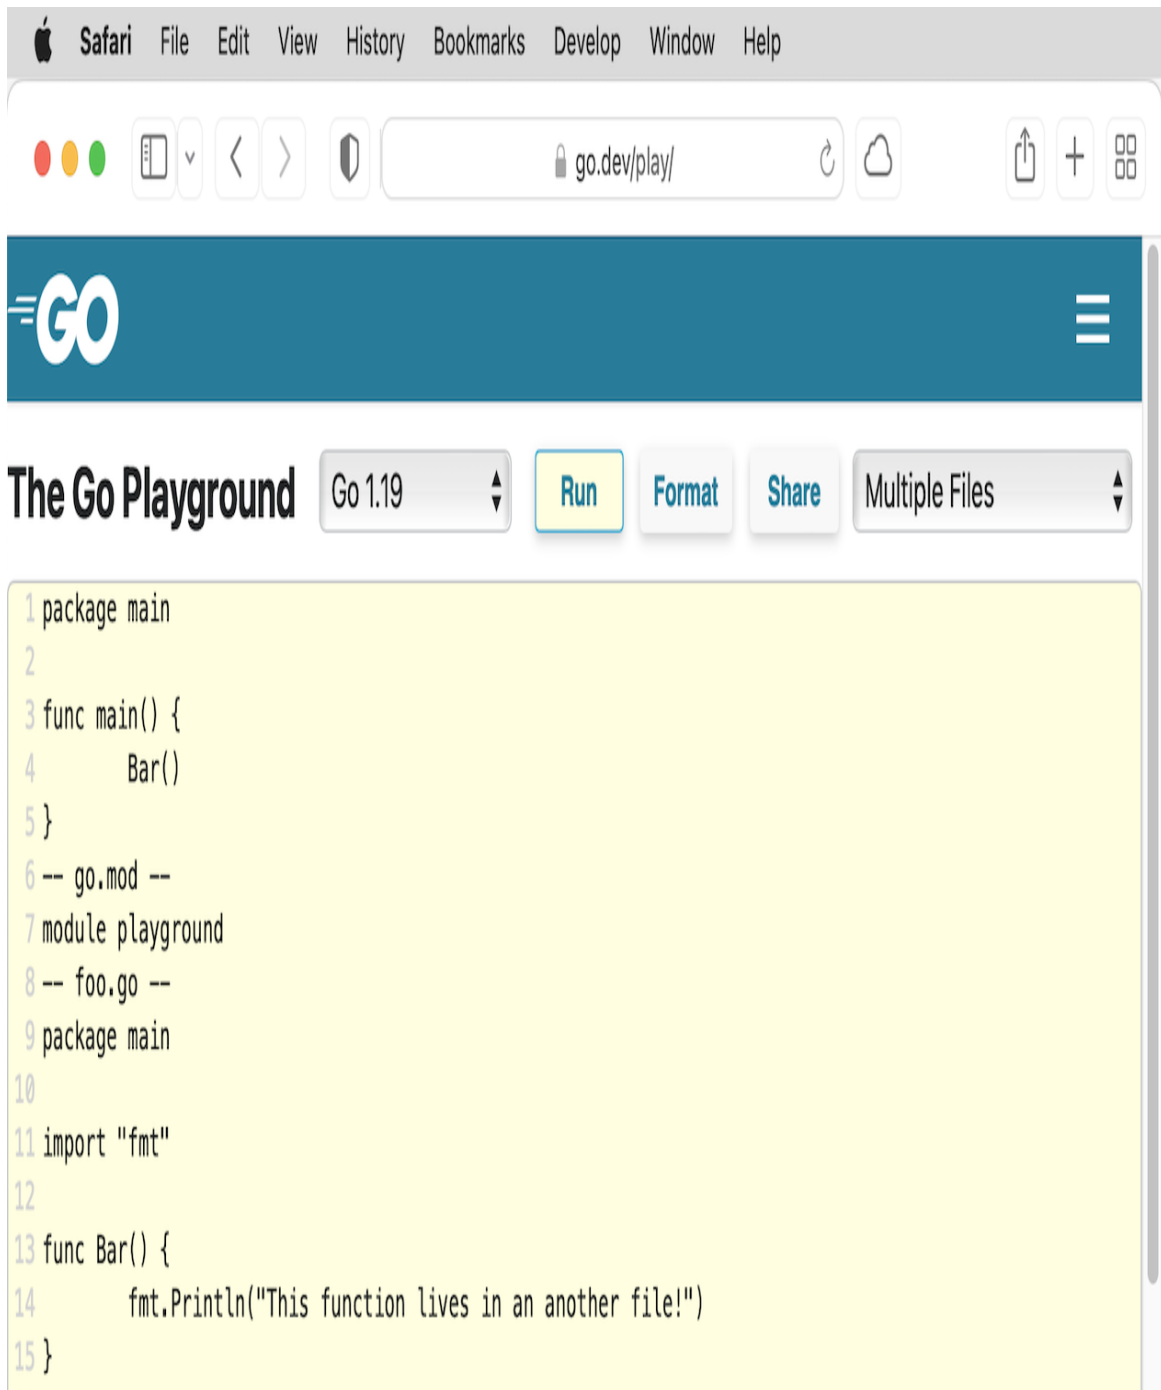 Safari File Edit View History Bookmarks Develop Window Help
go.dev/play/
GO
The Go Playground Go 1.19 Run Format Share Multiple Files
1 package main
2
3 func main() {
4 Bar()
5 }
6 -- go.mod --
7 module playground
8 -- foo.go --
9 package main
10
11 import "fmt"
12
13 func Bar() {
14 fmt.Println("This function lives in an another file!")
15 }